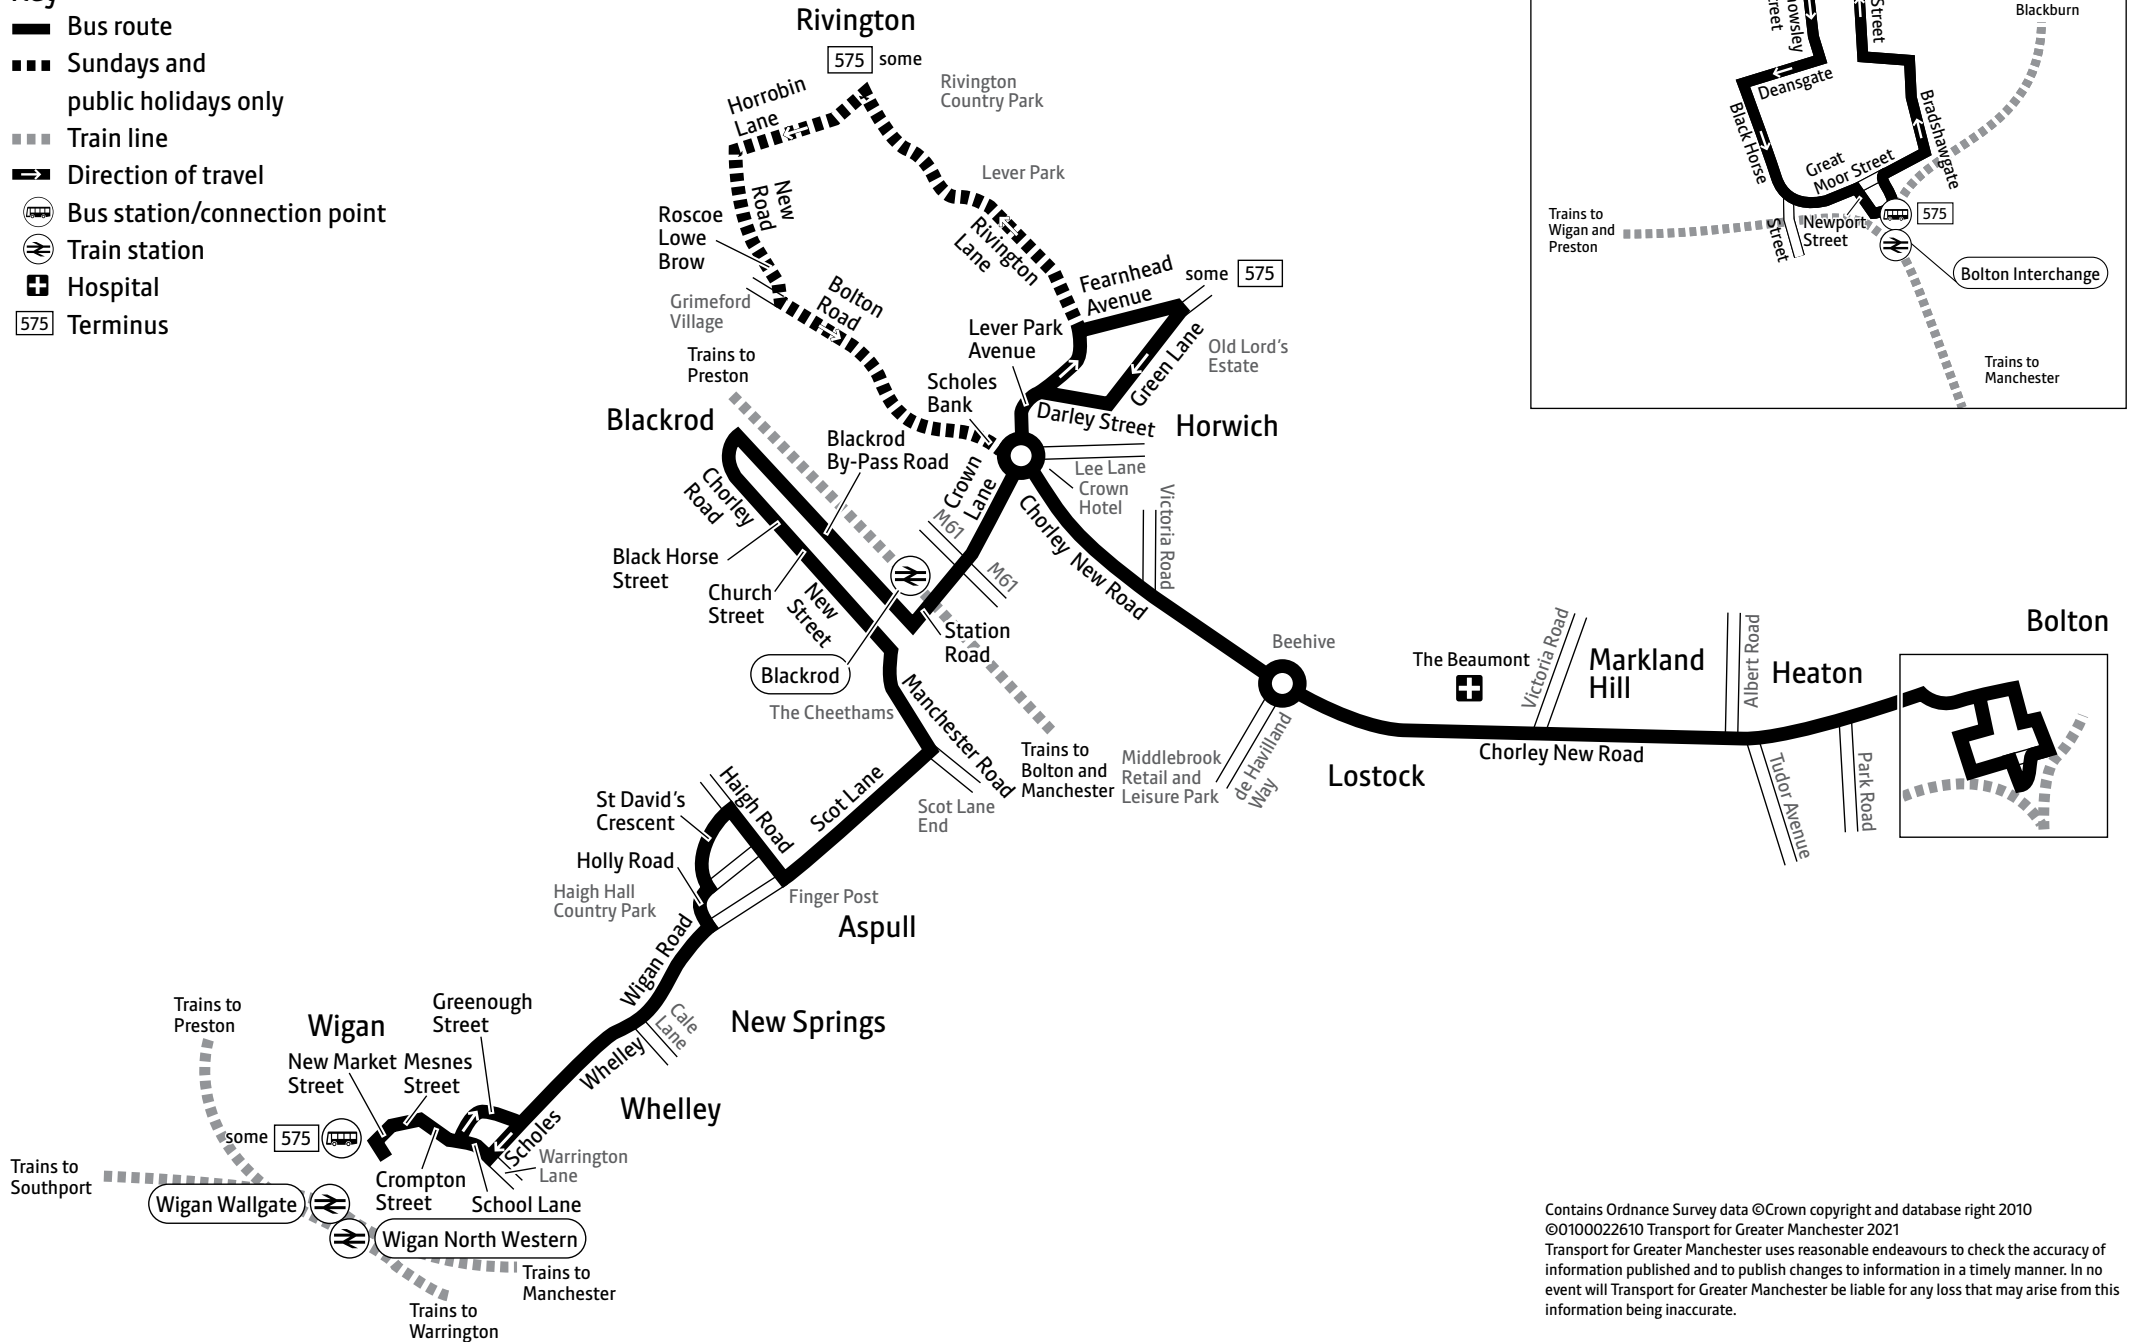 Bus route
Sundays and
public holidays only
Train line
Direction of travel
Bus station/connection point
Train station
Hospital
575 Terminus
Rivington
575 some
Rivington
Country Park
Horrobin
Lane
Lever Park
New
Road
Roscoe
Lowe
Brow
Rivington
Lane
Grimeford
Village
Bolton
Road
Fearnhead
Avenue
some 575
Lever Park
Avenue
Green Lane
Old Lord's
Estate
Trains to
Preston
Scholes
Bank
Darley Street
Horwich
Blackrod
Blackrod
By-Pass Road
Crown
Lane
Lee Lane
Crown
Hotel
Chorley
Road
M61
M61
Chorley New Road
Victoria Road
Black Horse
Street
Church
Street
New
Street
Station
Road
Blackrod
The Cheethams
Manchester Road
Trains to
Bolton and
Manchester
Beehive
Middlebrook
Retail and
Leisure Park
de Havilland
Way
Lostock
The Beaumont
Victoria Road
Markland
Hill
Albert Road
Heaton
Chorley New Road
Tudor Avenue
Park Road
Bolton
St David's
Crescent
Haigh Road
Scot Lane
Scot Lane
End
Holly Road
Haigh Hall
Country Park
Finger Post
Aspull
Wigan Road
Cale
Lane
New Springs
Whelley
Whelley
Trains to
Preston
Wigan
Greenough
Street
New Market
Street
Mesnes
Street
some 575
Scholes
Warrington
Lane
Crompton
Street
School Lane
Trains to
Southport
Wigan Wallgate
Wigan North Western
Trains to
Manchester
Trains to
Warrington
Street
Blackburn
Deansgate
Black Horse
Street
Bradshawgate
Great
Moor Street
Newport
Street
575
Trains to
Wigan and
Preston
Bolton Interchange
Trains to
Manchester
Contains Ordnance Survey data ©Crown copyright and database right 2010
©0100022610 Transport for Greater Manchester 2021
Transport for Greater Manchester uses reasonable endeavours to check the accuracy of
information published and to publish changes to information in a timely manner. In no
event will Transport for Greater Manchester be liable for any loss that may arise from this
information being inaccurate.